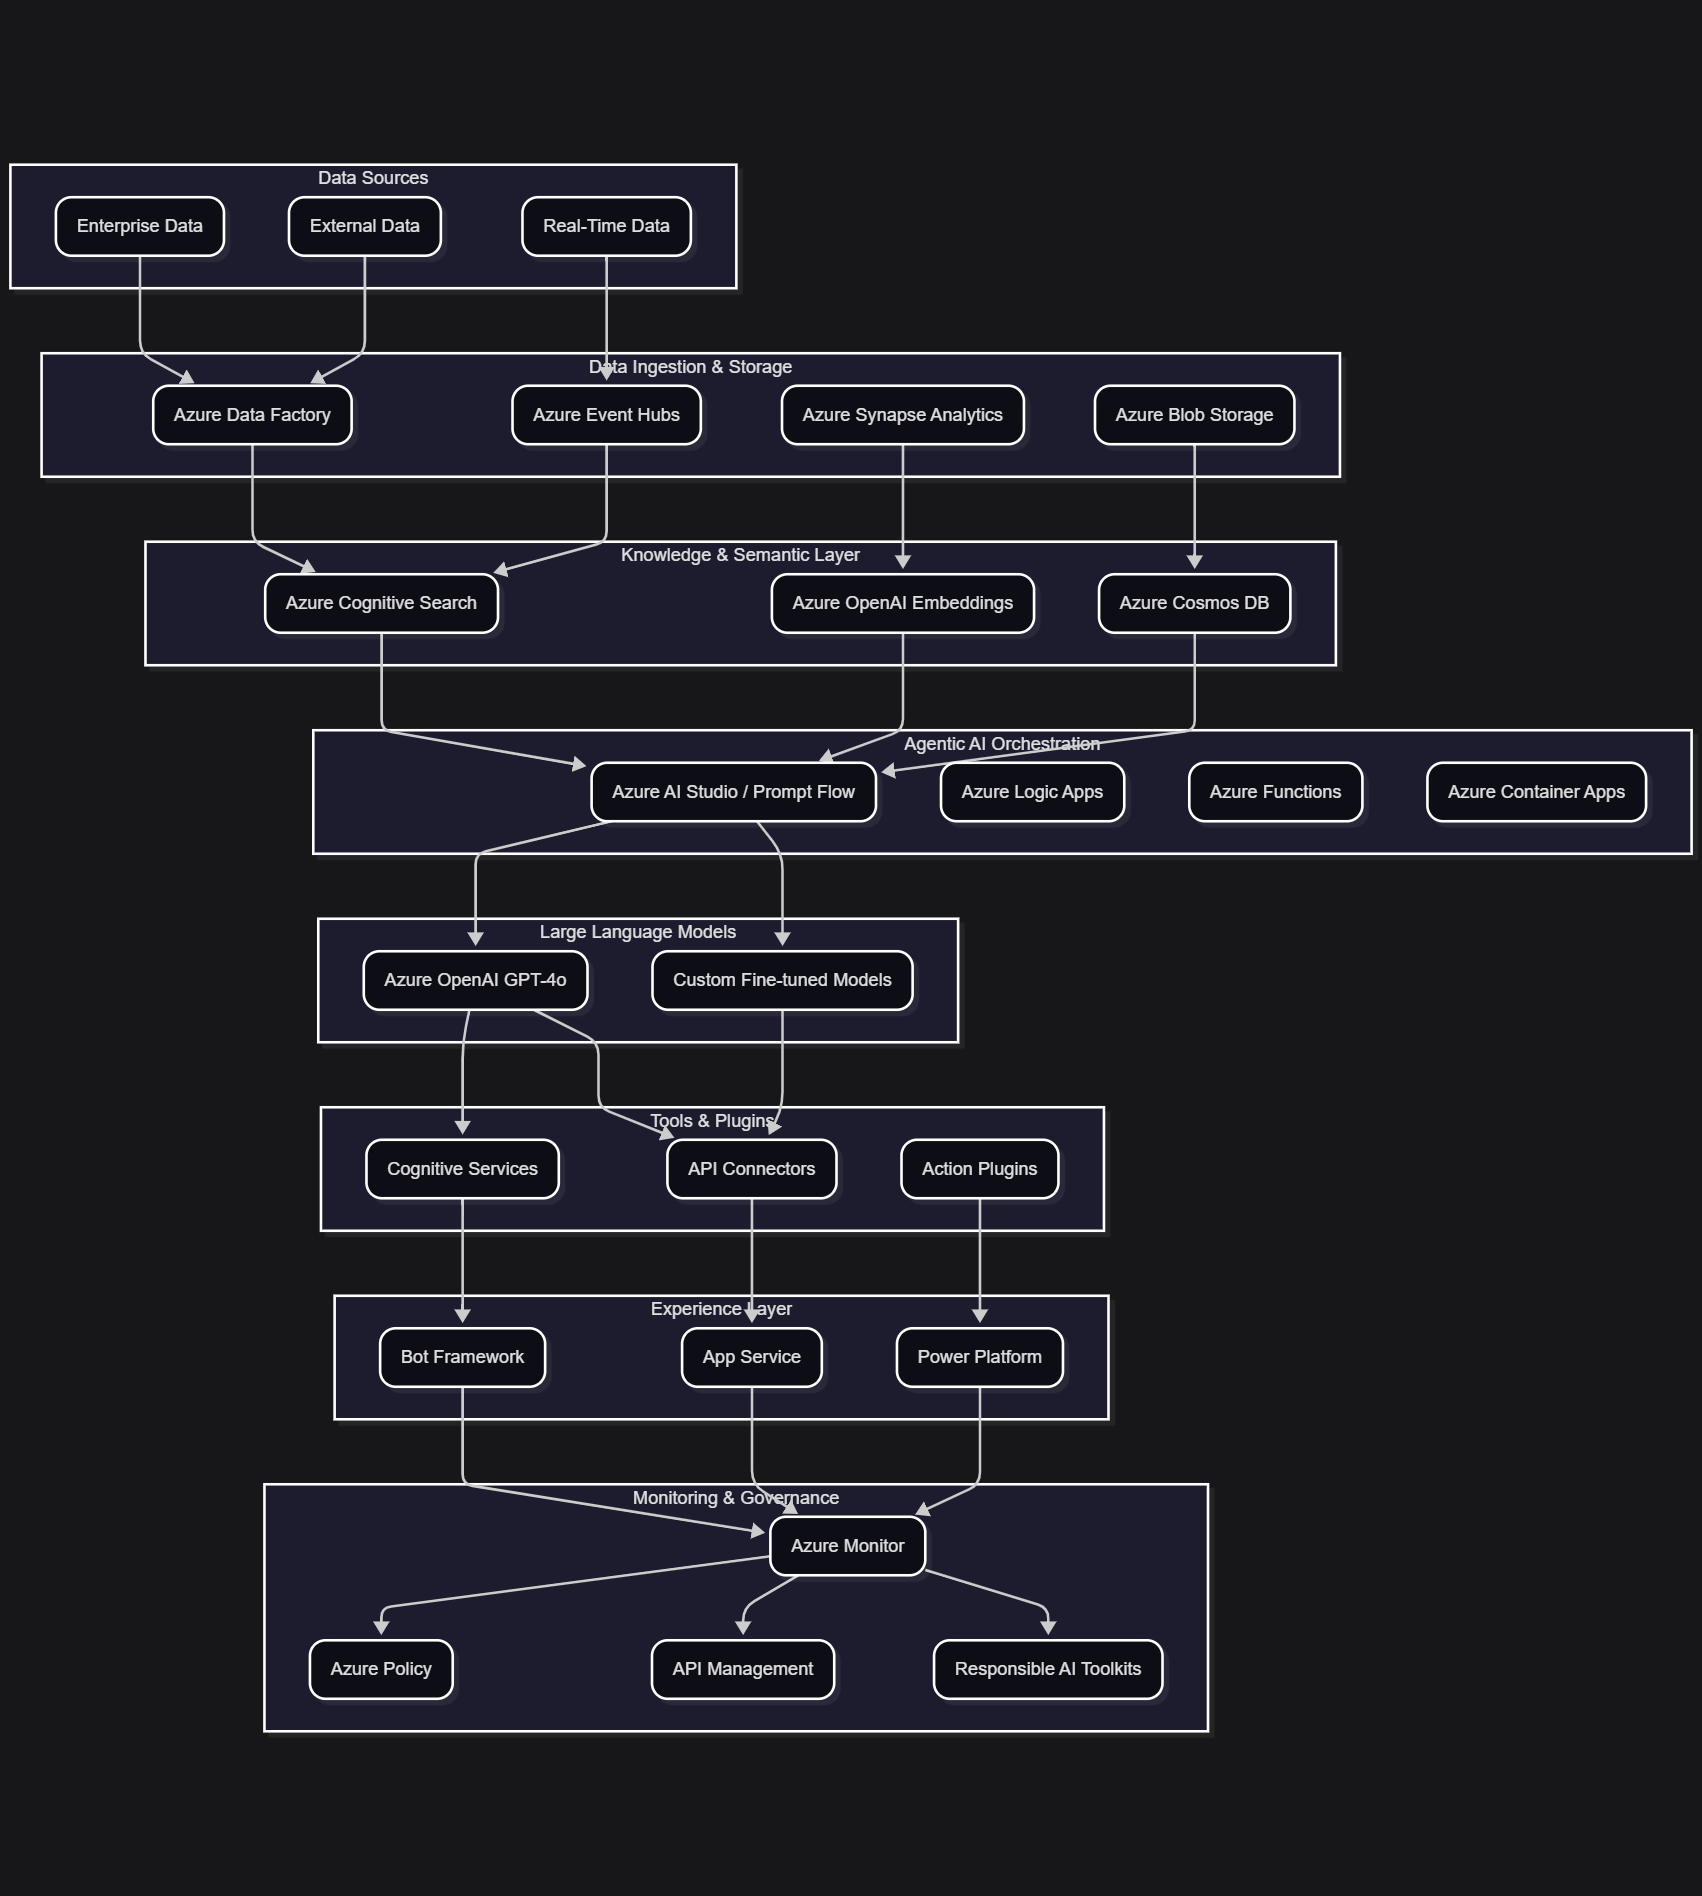 Data Sources
Enterprise Data
External Data
Real-Time Data
Data Ingestion & Storage
Azure Data Factory
Azure Event Hubs
Azure Synapse Analytics
Azure Blob Storage
Knowledge & Semantic Layer
Azure Cognitive Search
Azure OpenAI Embeddings
Azure Cosmos DB
Agentic AI Orchestration
Azure AI Studio / Prompt Flow
Azure Logic Apps
Azure Functions
Azure Container Apps
Large Language Models
Azure OpenAI GPT-4o
Custom Fine-tuned Models
Tools & Plugins
Cognitive Services
API Connectors
Action Plugins
Experience Layer
Bot Framework
App Service
Power Platform
Monitoring & Governance
Azure Monitor
Azure Policy
API Management
Responsible AI Toolkits